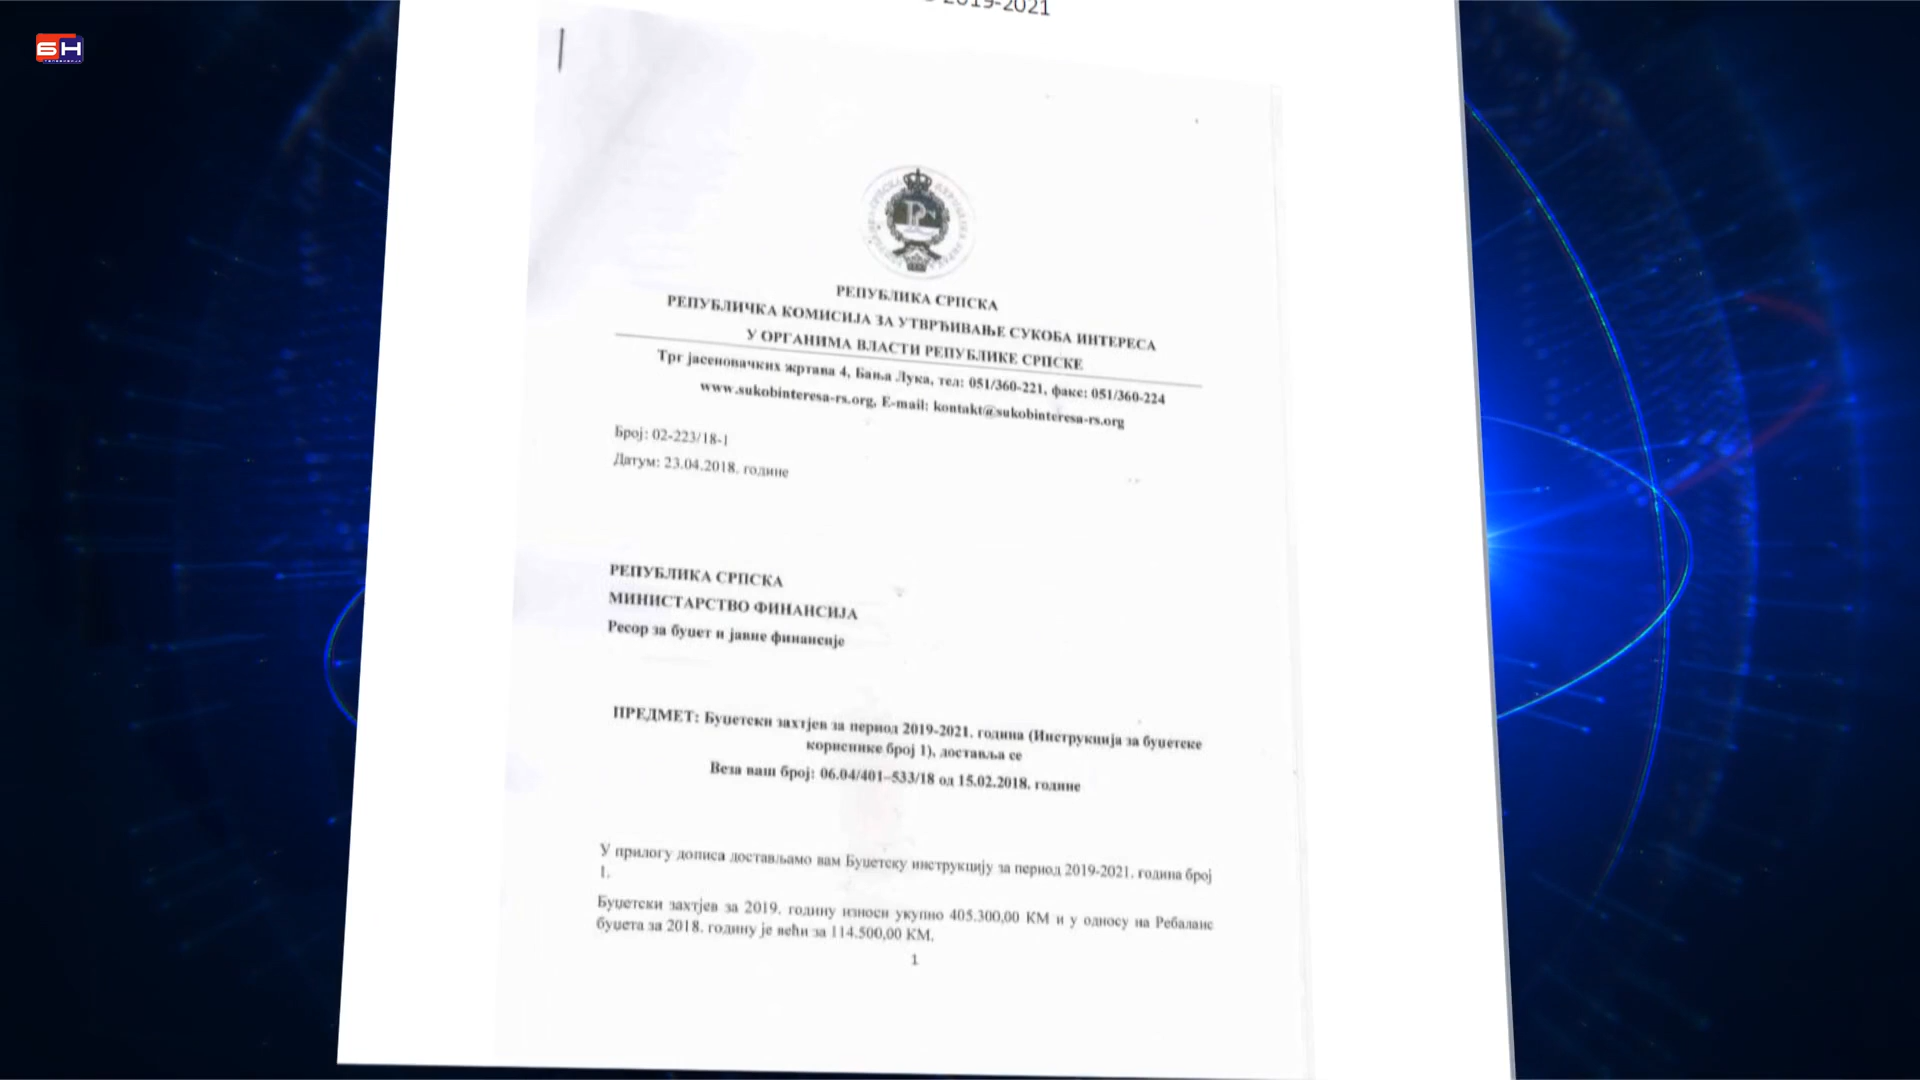 БН
ТЕЛЕВИЗИЈА
2019-2021
РЕПУБЛИКА СРПСКА
РЕПУБЛИЧКА КОМИСИЈА ЗА УТВРЂИВАЊЕ СУКОБА ИНТЕРЕСА
У ОРГАНИМА ВЛАСТИ РЕПУБЛИКЕ СРПСКЕ
Трг јасеновачких жртава 4, Бања Лука, тел: 051/360-221, факс: 051/360-224
www.sukobinteresa-rs.org, E-mail: kontakt@sukobinteresa-rs.org
Број: 02-223/18-1
Датум: 23.04.2018. године
РЕПУБЛИКА СРПСКА
МИНИСТАРСТВО ФИНАНСИЈА
Ресор за буџет и јавне финансије
ПРЕДМЕТ: Буџетски захтјев за период 2019-2021. година (Инструкција за буџетске
кориснике број 1), доставља се
Веза ваш број: 06.04/401–533/18 од 15.02.2018. године
У прилогу дописа достављамо вам Буџетску инструкцију за период 2019-2021. година број
1.
Буџетски захтјев за 2019. годину износи укупно 405.300,00 КМ и у односу на Ребаланс
буџета за 2018. годину је већи за 114.500,00 КМ.
1